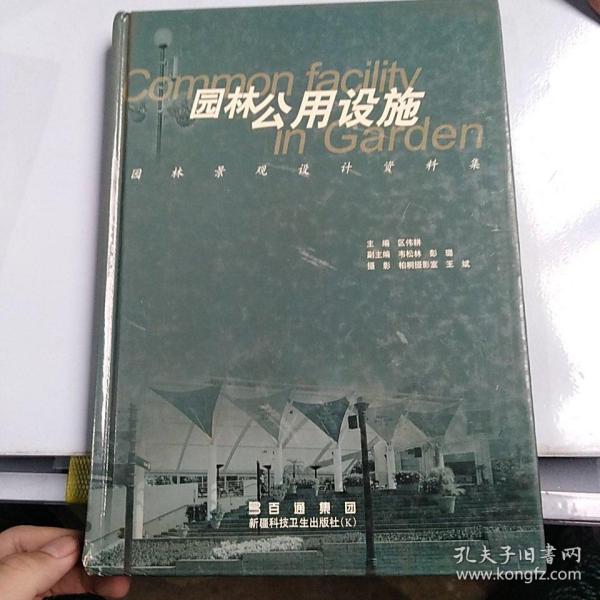 Common facility
园林公用设施
in Garden
园林景观设计资料集
主编 区伟耕
副主编 韦松林 彭璐
摄影 柏桐摄影室 王斌
百通集团
新疆科技卫生出版社(K)
孔夫子旧书网
www.kongfz.com